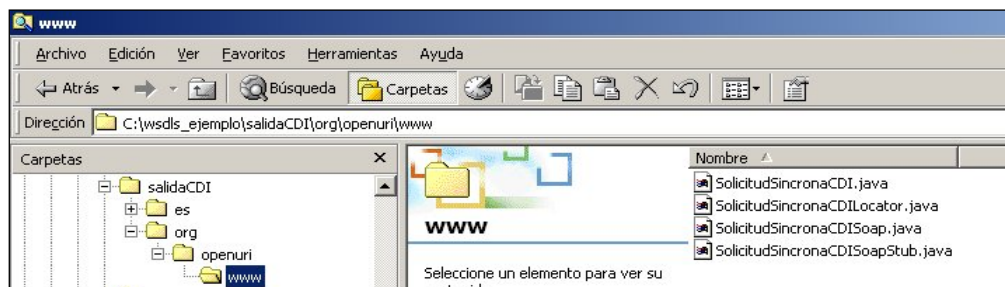 www
Archivo Edición Ver Favoritos Herramientas Ayuda
Atrás Búsqueda Carpetas
Dirección C:\wsdls_ejemplo\salidaCDI\org\openuri\www
Carpetas
salidaCDI
es
org
openuri
www
www
Seleccione un elemento para ver su
Nombre
SolicitudSincronaCDI.java
SolicitudSincronaCDILocator.java
SolicitudSincronaCDISoap.java
SolicitudSincronaCDISoapStub.java